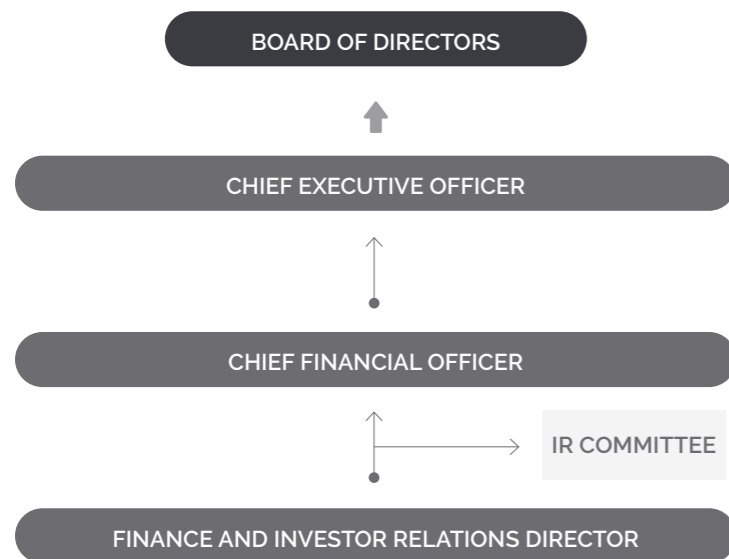 BOARD OF DIRECTORS
CHIEF EXECUTIVE OFFICER
CHIEF FINANCIAL OFFICER
IR COMMITTEE
FINANCE AND INVESTOR RELATIONS DIRECTOR